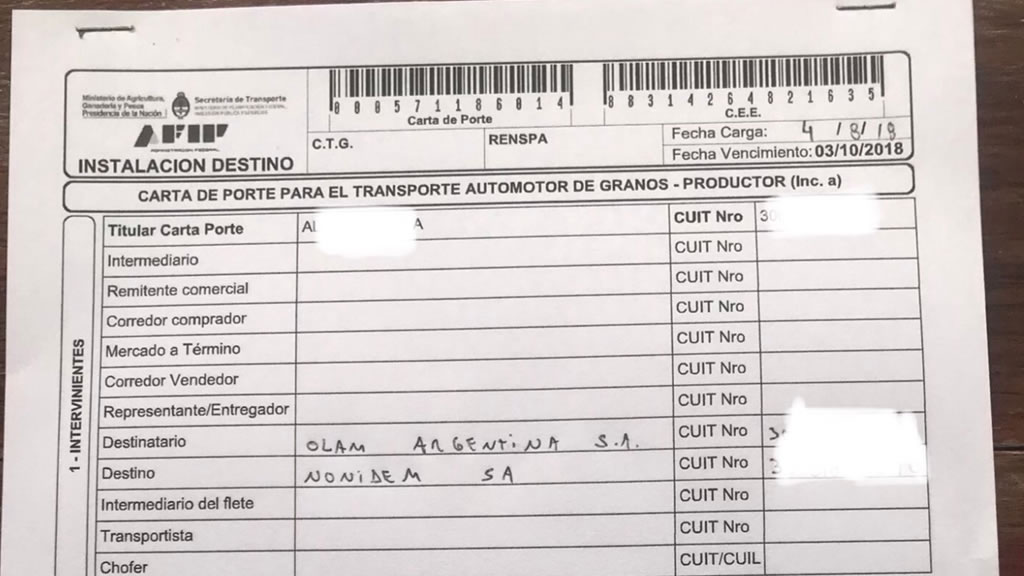 Ministerio de Agricultura,
Ganadería y Pesca
Presidencia de la Nación
Secretaría de Transporte
AFIP
INSTALACION DESTINO
0 0 0 5 7 1 1 8 6 0 1 4
Carta de Porte
8 8 3 1 4 2 6 4 8 2 1 6 3 5
C.E.E.
C.T.G.
RENSPA
Fecha Carga: 4 / 8 / 18
Fecha Vencimiento: 03/10/2018
CARTA DE PORTE PARA EL TRANSPORTE AUTOMOTOR DE GRANOS - PRODUCTOR (Inc. a)
1 - INTERVINIENTES
Titular Carta Porte AL A CUIT Nro 30
Intermediario CUIT Nro
Remitente comercial CUIT Nro
Corredor comprador CUIT Nro
Mercado a Término CUIT Nro
Corredor Vendedor CUIT Nro
Representante/Entregador CUIT Nro
Destinatario OLAM ARGENTINA S.A. CUIT Nro 3
Destino NONIDEM SA CUIT Nro 3
Intermediario del flete CUIT Nro
Transportista CUIT Nro
Chofer CUIT/CUIL